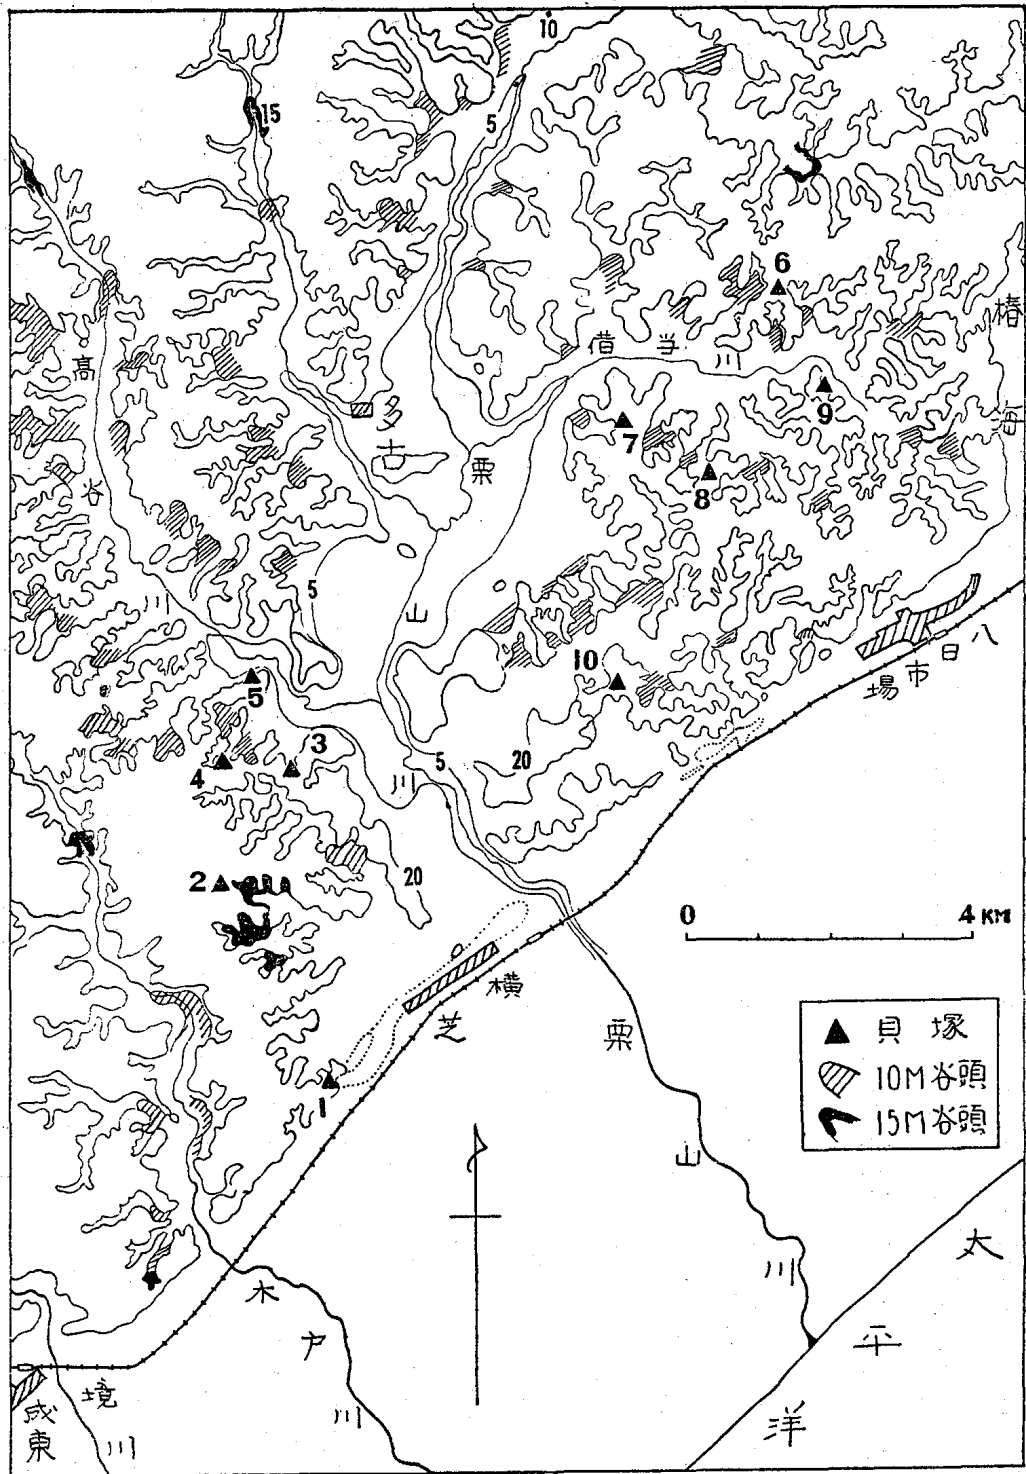 10
5
15
6
椿
海
高
谷
川
多
古
栗
山
川
借当川
7
8
9
5
5
4
3
2
10
20
5
20
八
日
市
場
0 4 KM
横
芝
1
栗
山
川
▲ 貝塚
10M谷頭
15M谷頭
太
平
洋
木
戸
川
成東
境
川